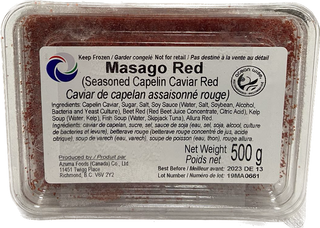 Keep Frozen / Garder congelé Not for retail / Pas destiné à la vente au détail
Masago Red
(Seasoned Capelin Caviar Red
Caviar de capelan assaisonné rouge)
Ingredients: Capelin Caviar, Sugar, Salt, Soy Sauce (Water, Salt, Soybean, Alcohol,
Bacteria and Yeast Culture), Beet Red (Red Beet Juice Concentrate, Citric Acid), Kelp
Soup (Water, Kelp), Fish Soup (Water, Skipjack Tuna), Allura Red.
Ingrédients: caviar de capelan, sucre, sel, sauce de soja (eau, sel, soja, alcool, culture
de bactéries et levure), betterave rouge (concentré de betterave rouge, acide
citrique), soup de varech (eau, varech), soupe de poisson (eau, thon), rouge allura.
Produced by / Produit par
Azuma Foods (Canada) Co., Ltd.
11451 Twigg Place
Richmond, B.C. V6V 2Y2
Net Weight
Poids net
500 g
Best Before / Meilleur avant: 2023 DE 13
Lot Number / Numéro de lot: 19MA0661